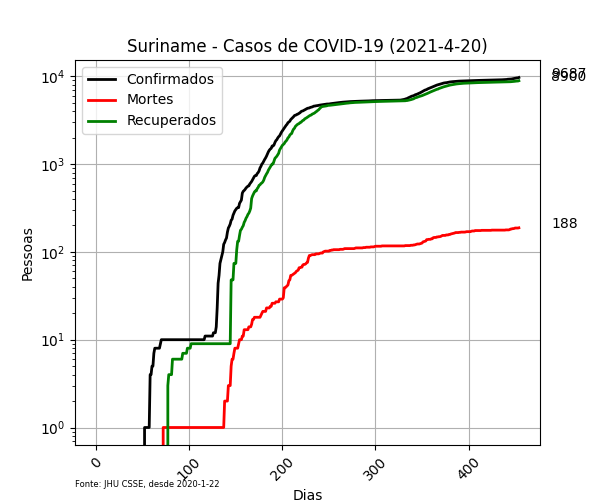 Suriname - Casos de COVID-19 (2021-4-20)
Confirmados
Mortes
Recuperados
9687
188
10⁴
10³
10²
10¹
10⁰
Pessoas
0
100
200
300
400
Dias
Fonte: JHU CSSE, desde 2020-1-22